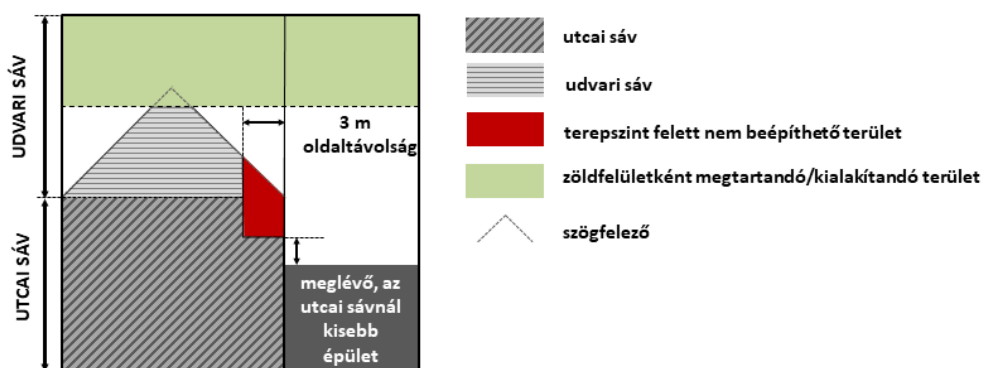 UDVARI SÁV
UTCAI SÁV
3 m
oldaltávolság
meglévő, az
utcai sávnál
kisebb
épület
utcai sáv
udvari sáv
terepszint felett nem beépíthető terület
zöldfelületként megtartandó/kialakítandó terület
szögfelező